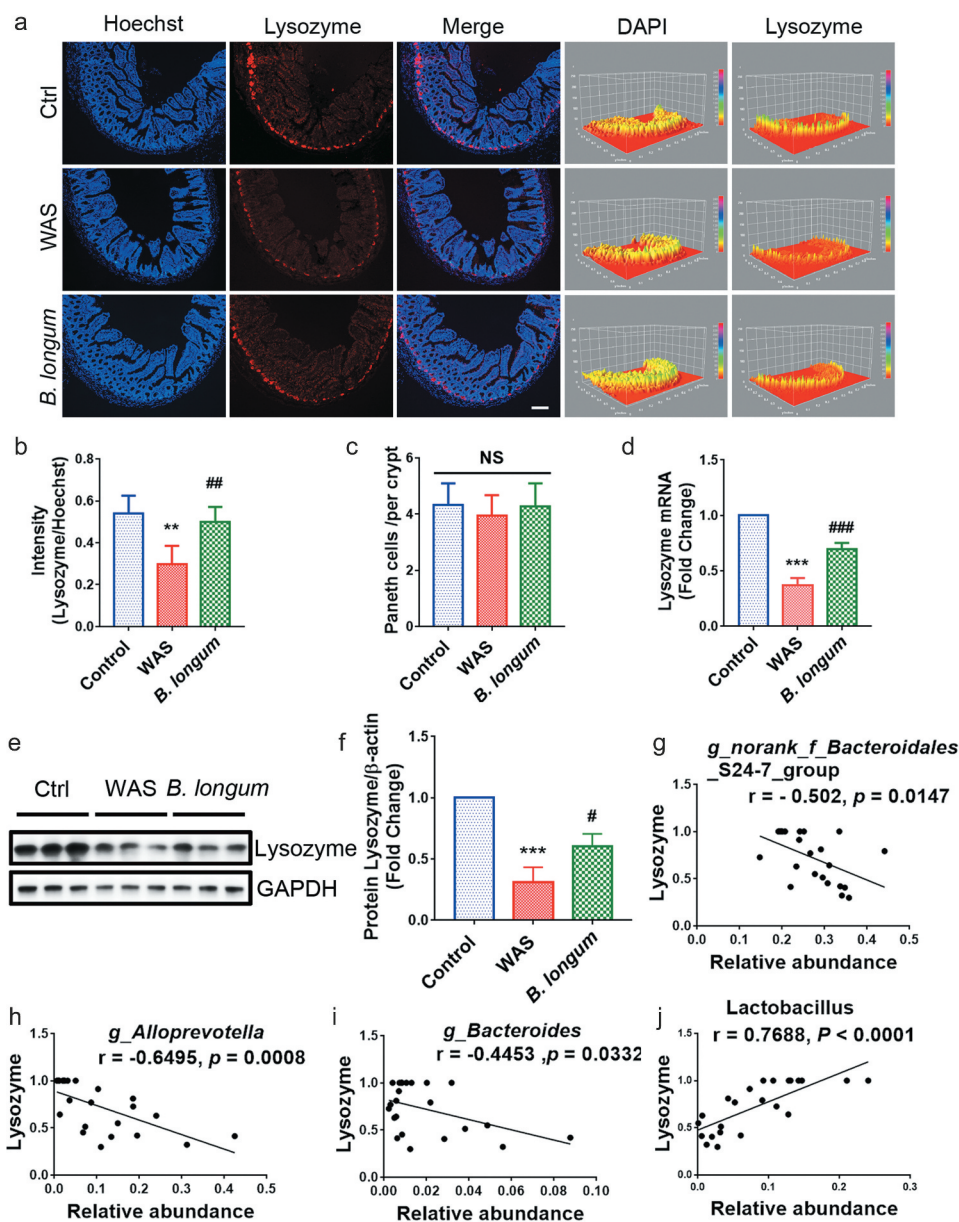 a
Hoechst Lysozyme Merge DAPI Lysozyme
Ctrl
WAS
B. longum
b
Intensity
(Lysozyme/Hoechst)
0.8
0.6
0.4
0.2
0.0
**
##
Control WAS B. longum
c
Paneth cells /per crypt
6
4
2
0
NS
Control WAS B. longum
d
Lysozyme mRNA
(Fold Change)
1.5
1.0
0.5
0.0
***
###
Control WAS B. longum
e
Ctrl WAS B. longum
Lysozyme
GAPDH
f
Protein Lysozyme/β-actin
(Fold Change)
1.5
1.0
0.5
0.0
***
#
Control WAS B. longum
g
g_norank_f_Bacteroidales
_S24-7_group
r = - 0.502, p = 0.0147
Lysozyme
1.5
1.0
0.5
0.0
0.0 0.1 0.2 0.3 0.4 0.5
Relative abundance
h
g_Alloprevotella
r = -0.6495, p = 0.0008
Lysozyme
1.5
1.0
0.5
0.0
0.0 0.1 0.2 0.3 0.4 0.5
Relative abundance
i
g_Bacteroides
r = -0.4453 ,p = 0.0332
Lysozyme
1.5
1.0
0.5
0.0
0.00 0.02 0.04 0.06 0.08 0.10
Relative abundance
j
Lactobacillus
r = 0.7688, P < 0.0001
Lysozyme
1.5
1.0
0.5
0.0
0.0 0.1 0.2 0.3
Relative abundance